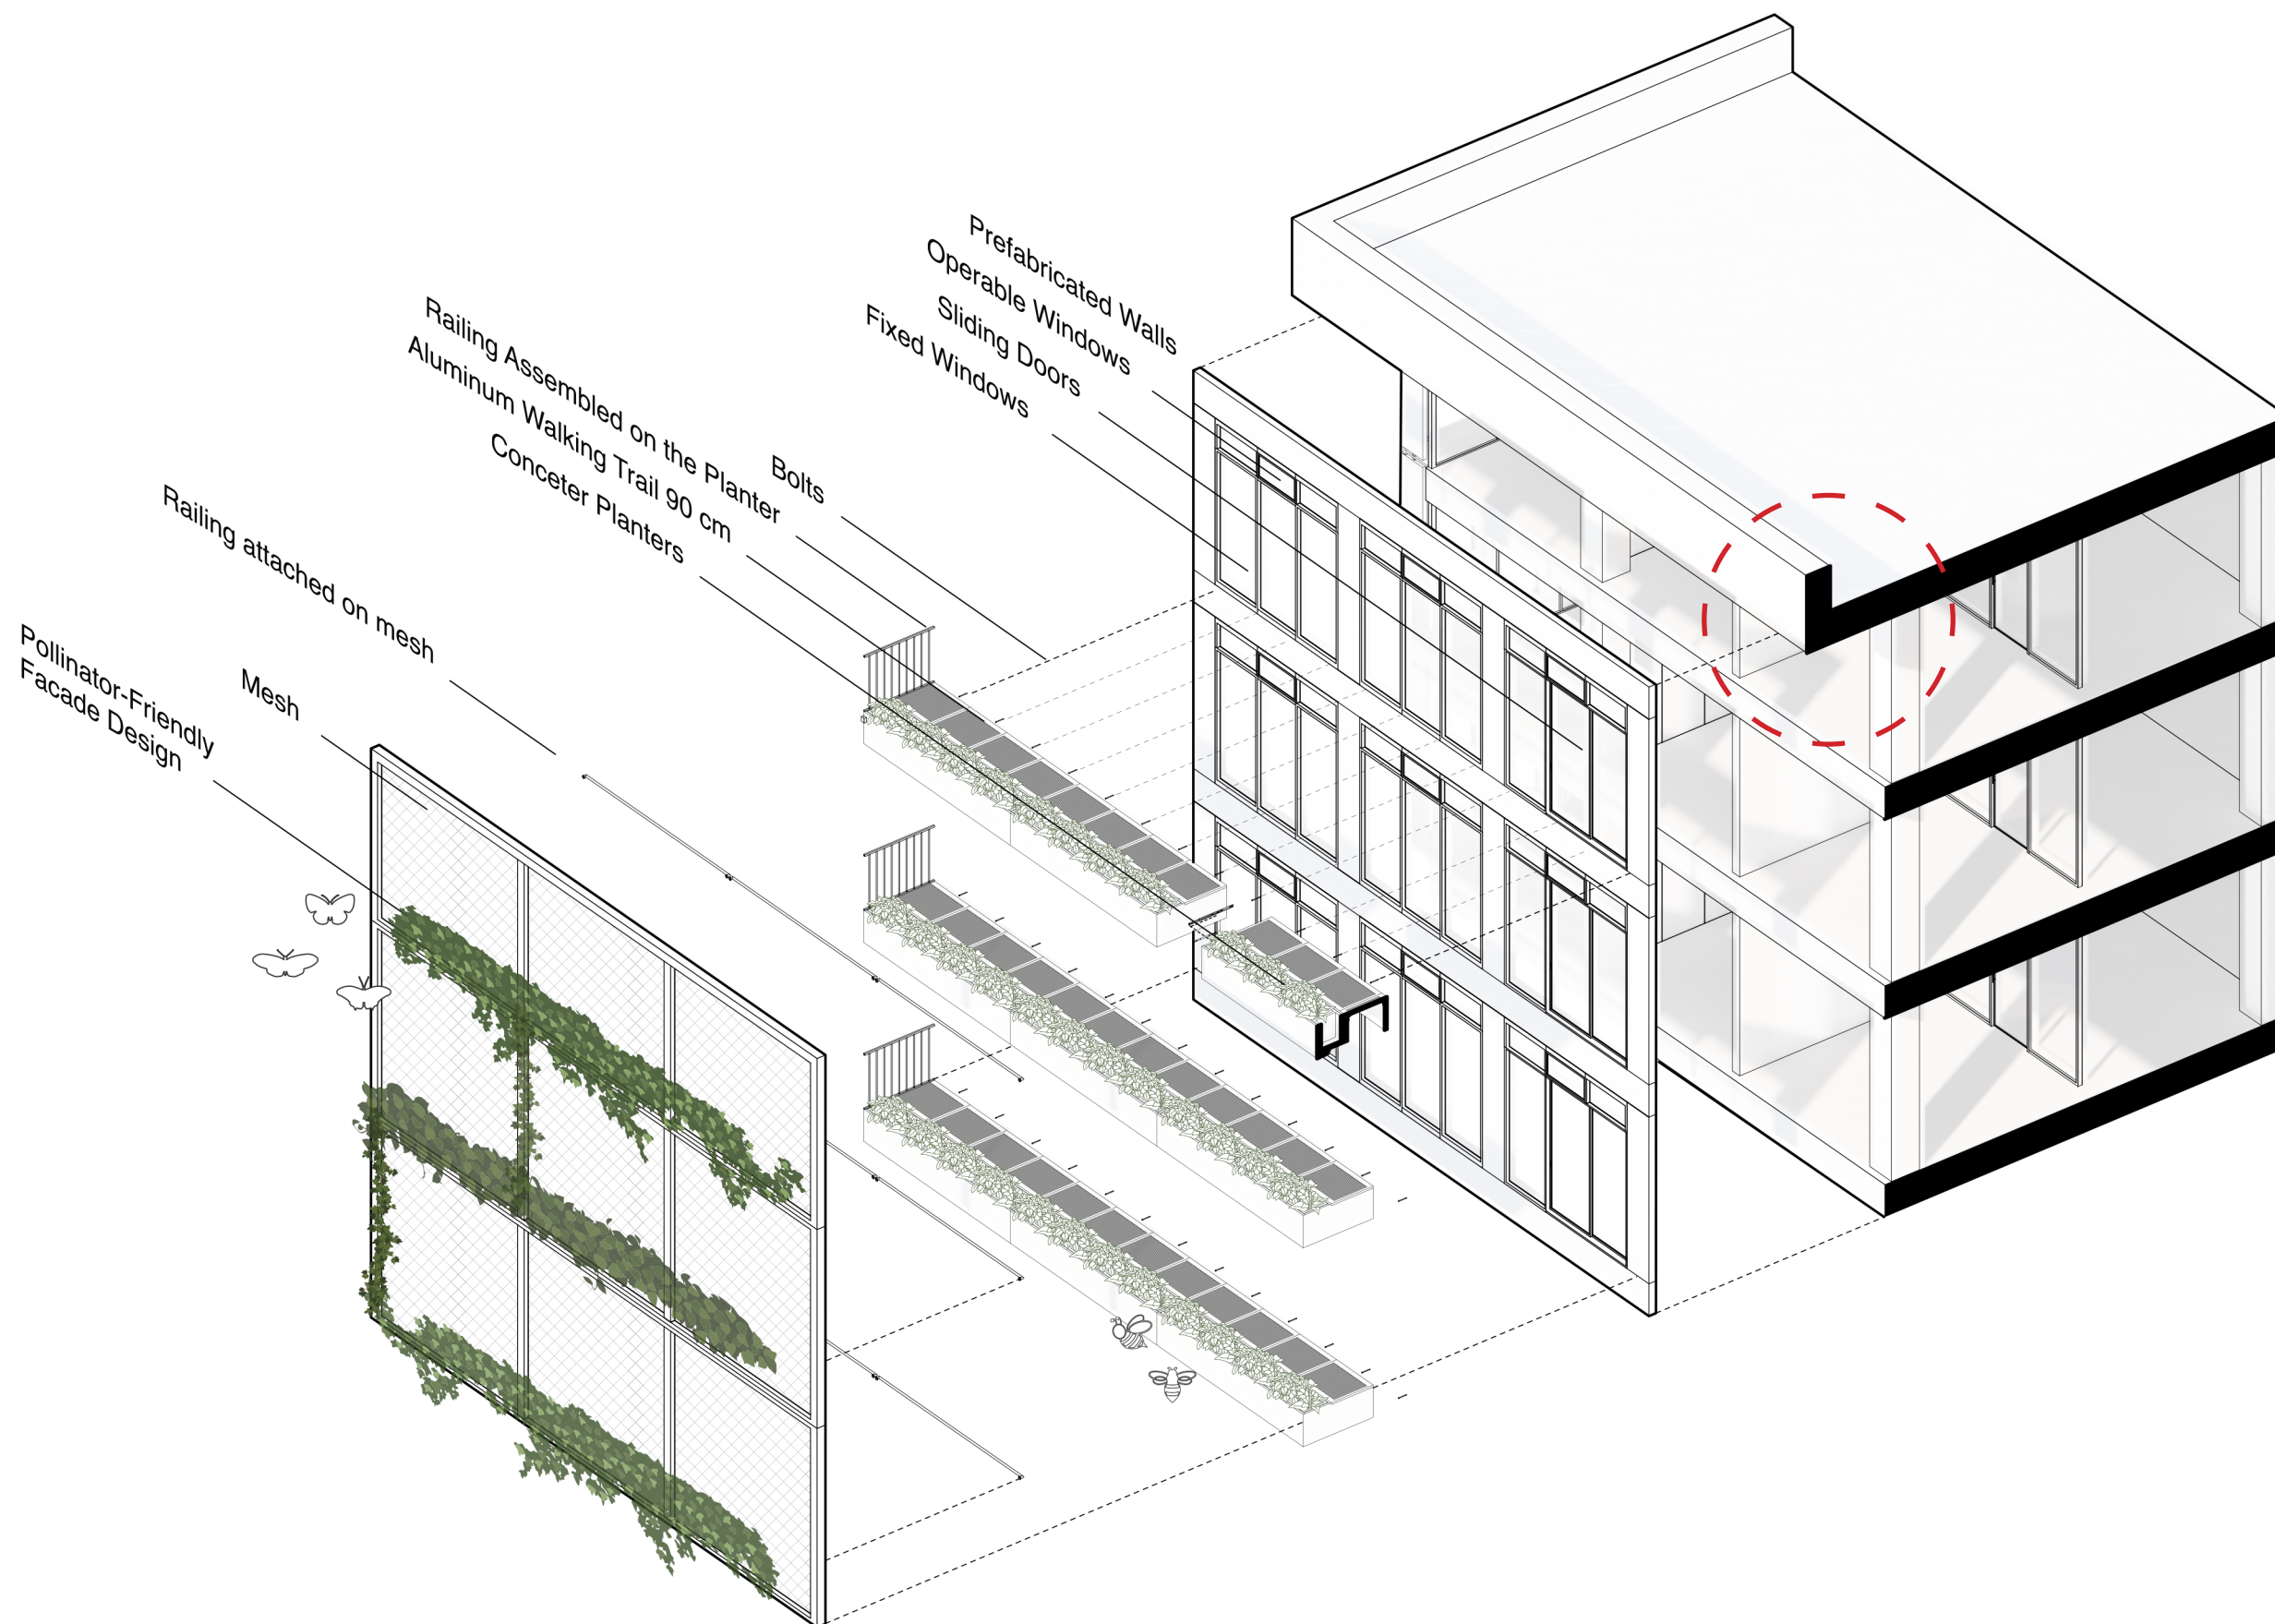 Prefabricated Walls
Operable Windows
Sliding Doors
Fixed Windows
Bolts
Railing Assembled on the Planter
Aluminum Walking Trail 90 cm
Conceter Planters
Railing attached on mesh
Mesh
Pollinator-Friendly
Facade Design